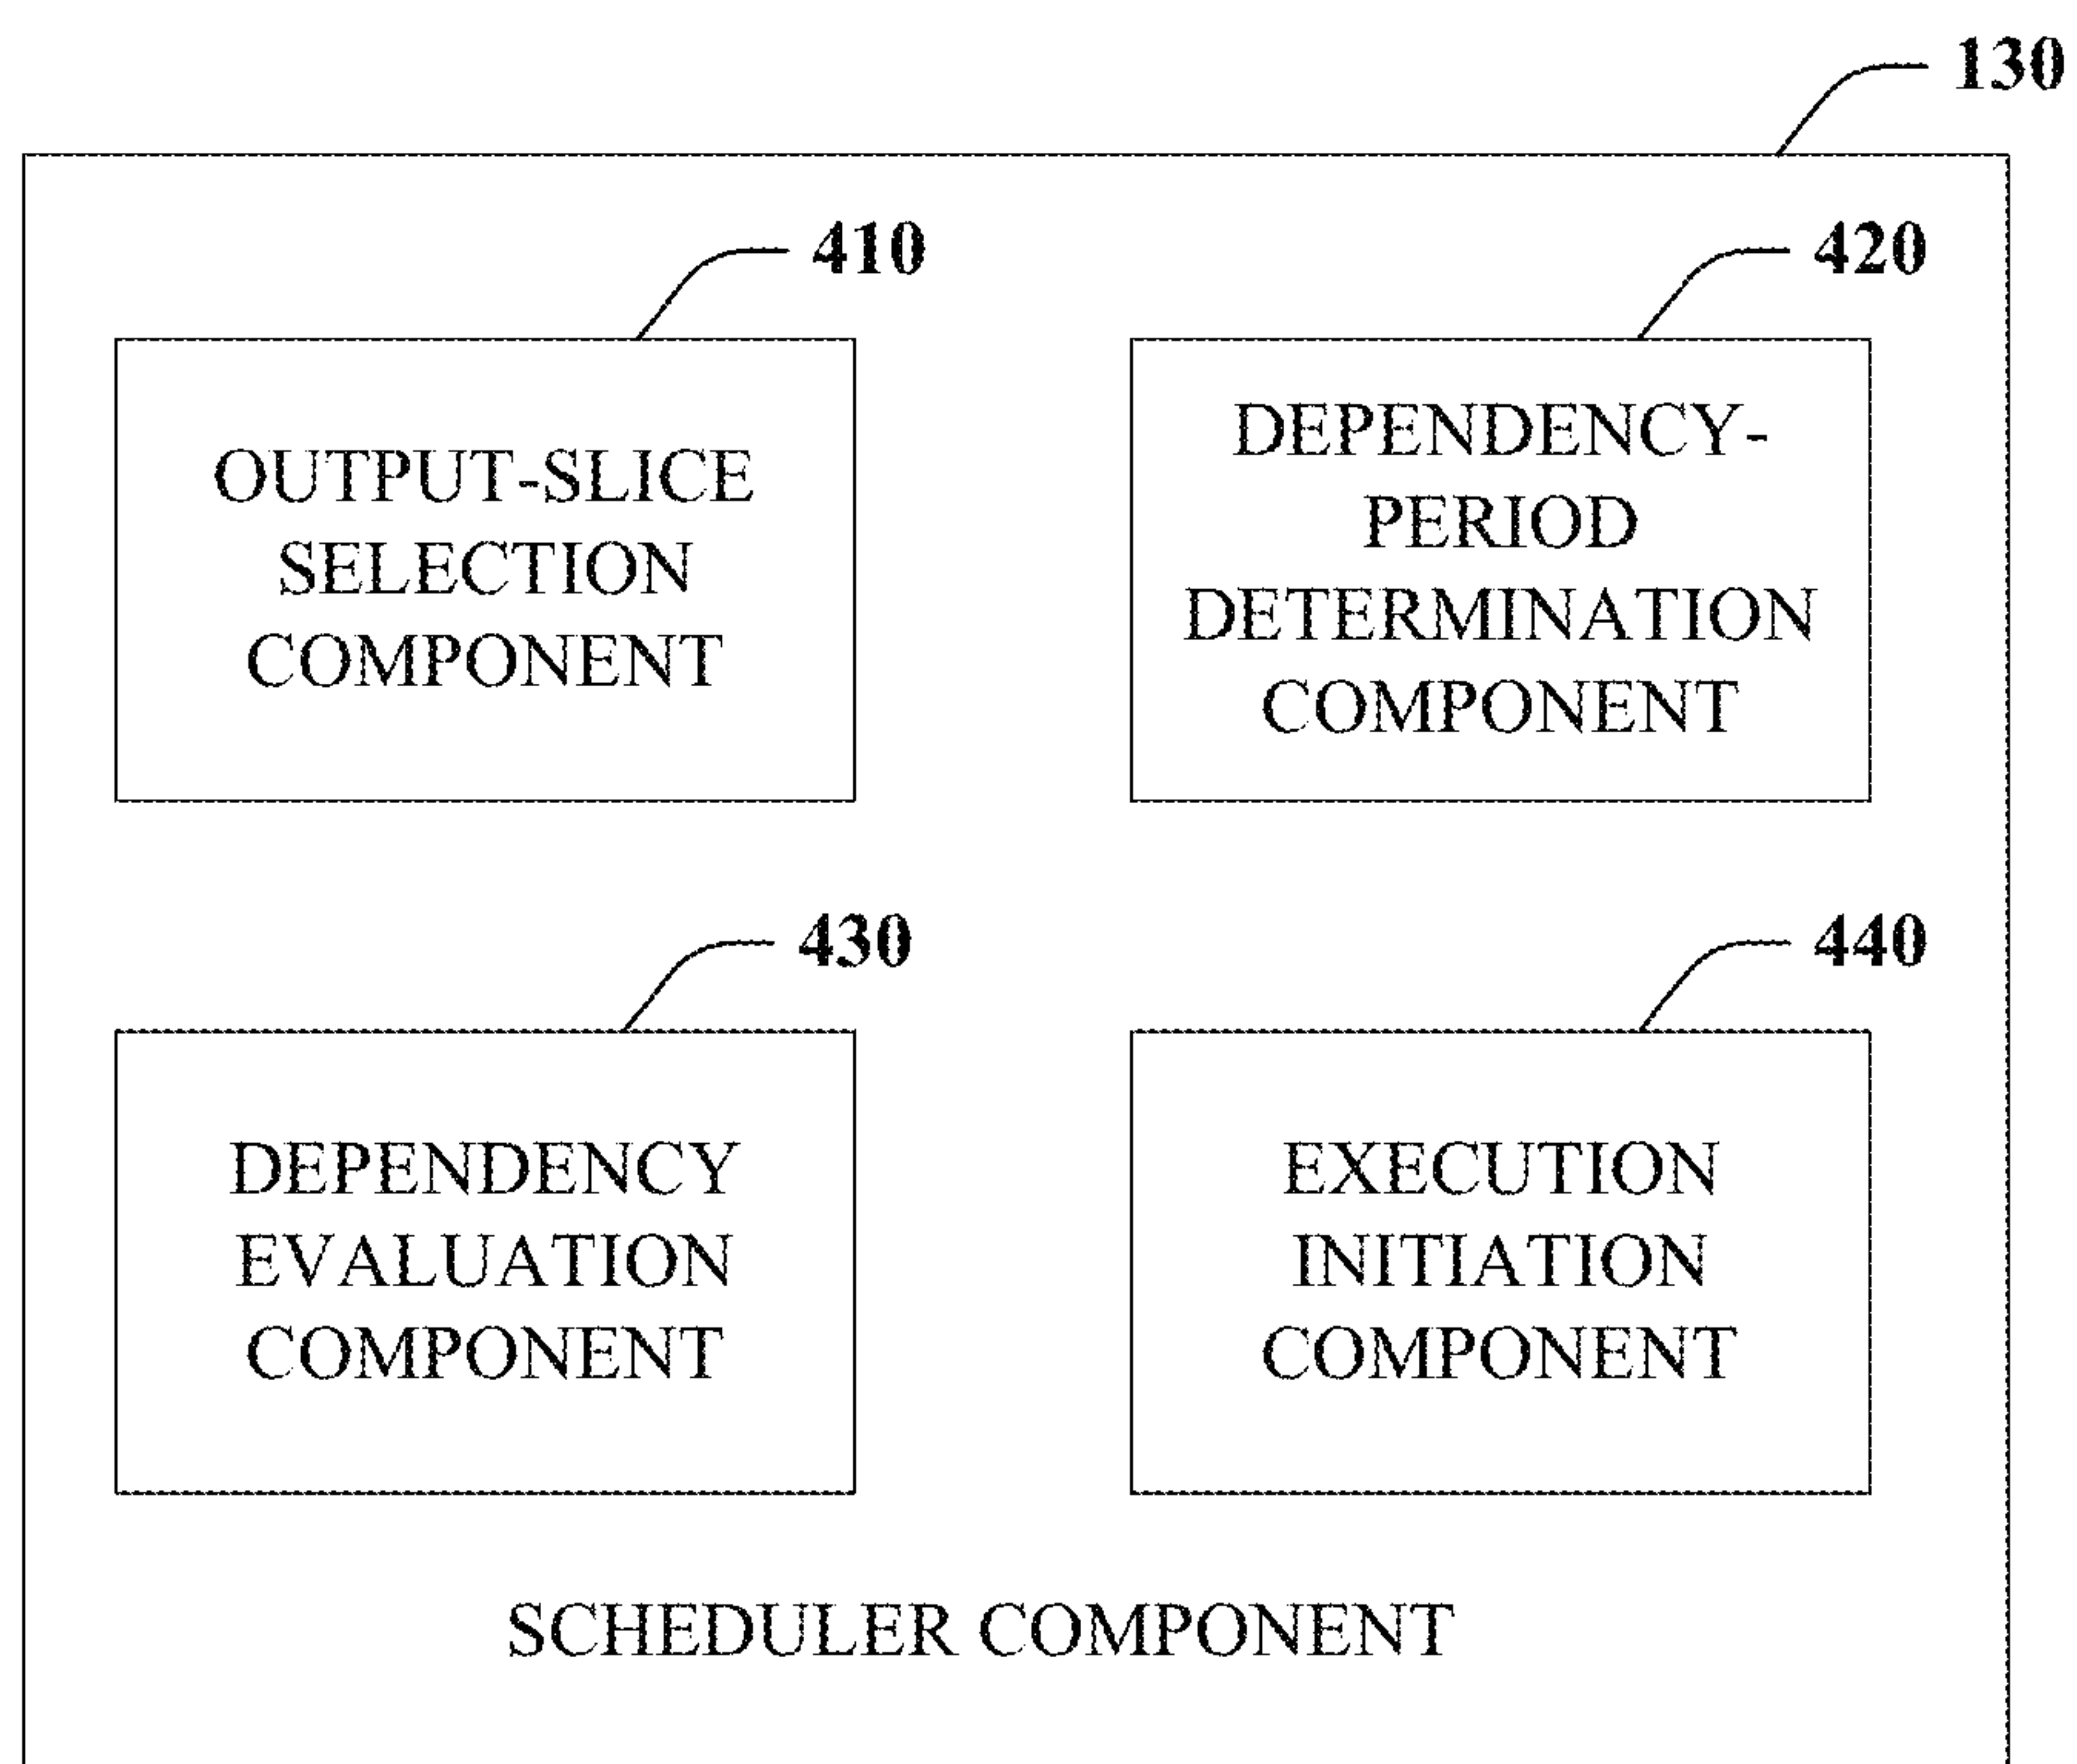 130
410
OUTPUT-SLICE
SELECTION
COMPONENT
420
DEPENDENCY-
PERIOD
DETERMINATION
COMPONENT
430
DEPENDENCY
EVALUATION
COMPONENT
440
EXECUTION
INITIATION
COMPONENT
SCHEDULER COMPONENT